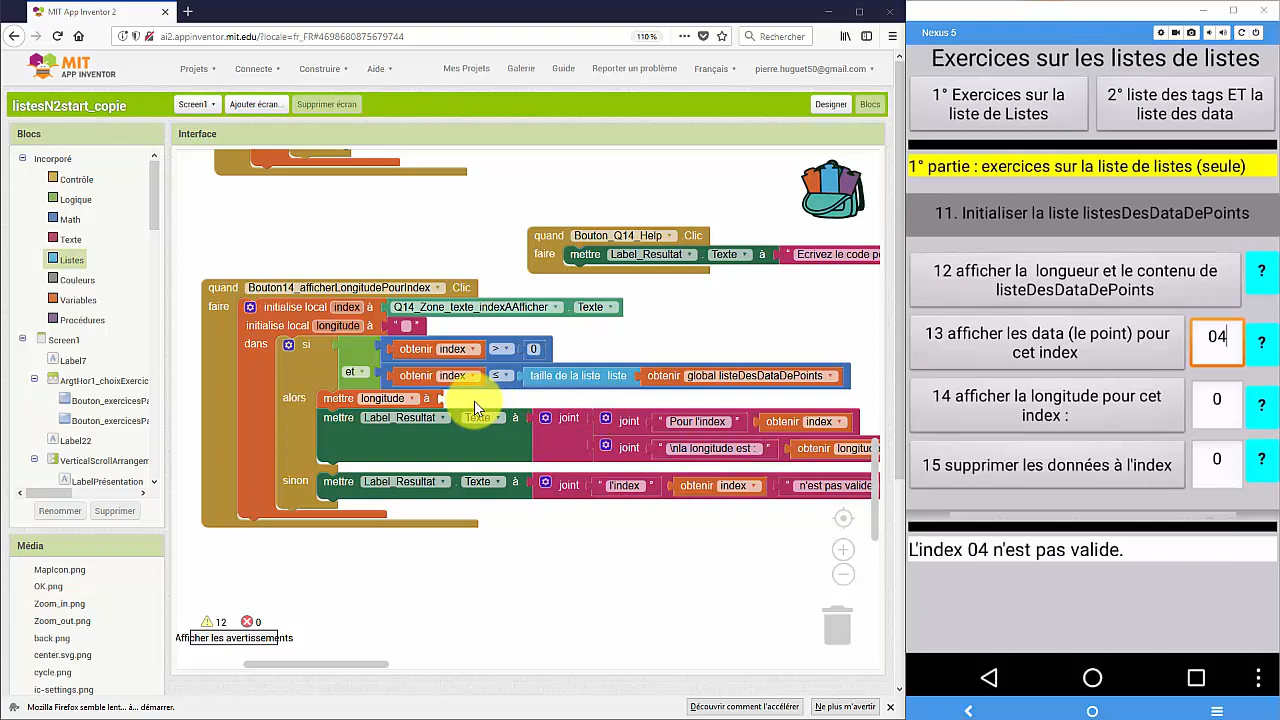 MIT App Inventor 2
ai2.appinventor.mit.edu/?locale=fr_FR#4698680875679744
110 %
Rechercher
MIT
APP INVENTOR
Projets
Connecte
Construire
Aide
Mes Projets
Galerie
Guide
Reporter un problème
Français
pierre.huguet50@gmail.com
listesN2start_copie
Screen1
Ajouter écran...
Supprimer écran
Designer
Blocs
Blocs
Interface
Incorporé
Contrôle
Logique
Math
Texte
Listes
Couleurs
Variables
Procédures
Screen1
Label7
ArgtHor1_choixExercic
Bouton_exercicesPa
Bouton_exercicesPa
Label22
VerticalScrollArrangem
LabelPrésentation
Renommer
Supprimer
Média
MapIcon.png
OK.png
Zoom_in.png
Zoom_out.png
back.png
center.svg.png
cycle.png
ic-settings.png
quand Bouton_Q14_Help . Clic
faire mettre Label_Resultat . Texte à " Ecrivez le code po
quand Bouton14_afficherLongitudePourIndex . Clic
faire initialise local index à Q14_Zone_texte_indexAAfficher . Texte
initialise local longitude à " "
dans si obtenir index > 0
et obtenir index ≤ taille de la liste liste obtenir global listeDesDataDePoints
alors mettre longitude à
mettre Label_Resultat . Texte à joint joint " Pour l'index " obtenir index
joint " \nla longitude est : " obtenir longitud
sinon mettre Label_Resultat . Texte à joint " l'index " obtenir index " n'est pas valide
12
0
Afficher les avertissements
Mozilla Firefox semble lent... à... démarrer.
Découvrir comment l'accélérer
Ne plus m'avertir
Nexus 5
Exercices sur les listes de listes
1° Exercices sur la
liste de Listes
2° liste des tags ET la
liste des data
1° partie : exercices sur la liste de listes (seule)
11. Initialiser la liste listesDesDataDePoints
12 afficher la longueur et le contenu de
listeDesDataDePoints
?
13 afficher les data (le point) pour
cet index
04
?
14 afficher la longitude pour cet
index :
0
?
15 supprimer les données à l'index
0
?
L'index 04 n'est pas valide.